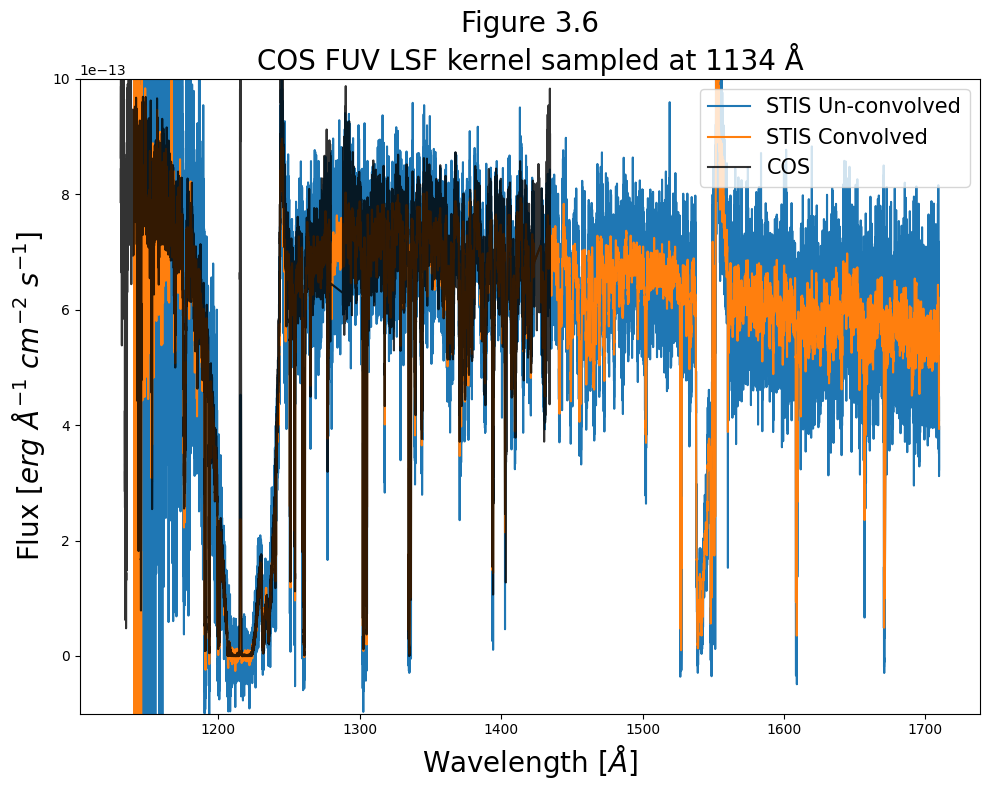 Figure 3.6
COS FUV LSF kernel sampled at 1134 Å
1e−13
10
8
6
4
2
0
Flux [erg Å⁻¹ cm⁻² s⁻¹]
STIS Un-convolved
STIS Convolved
COS
1200 1300 1400 1500 1600 1700
Wavelength [Å]